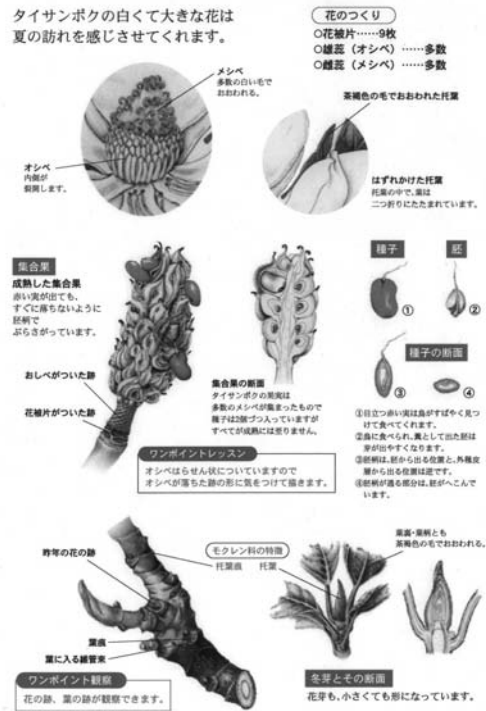 タイサンボクの白くて大きな花は
夏の訪れを感じさせてくれます。
花のつくり
○花被片……9枚
○雄蕊（オシベ）……多数
○雌蕊（メシベ）……多数
メシベ
多数の白い毛で
おおわれる。
オシベ
内側が
裂開します。
茶褐色の毛でおおわれた托葉
はずれかけた托葉
托葉の中で、葉は
二つ折りにたたまれています。
集合果
成熟した集合果
赤い実が出ても、
すぐに落ちないように
胚柄で
ぶらさがっています。
おしべがついた跡
花被片がついた跡
集合果の断面
タイサンボクの果実は
多数のメシベが集まったもので
種子は2個づつ入っていますが
すべてが成熟には至りません。
ワンポイントレッスン
オシベはらせん状についていますので
オシベが落ちた跡の形に気をつけて描きます。
種子
胚
①
②
種子の断面
③
④
①目立つ赤い実は鳥がすばやく見つ
けて食べてくれます。
②鳥に食べられ、糞として出た胚は
芽が出やすくなります。
③胚柄は、胚から出る位置と、外種皮
層から出る位置は逆です。
④胚柄が通る部分は、胚がへこんで
います。
昨年の花の跡
モクレン科の特徴
托葉痕
托葉
葉裏・葉柄とも
茶褐色の毛でおおわれる。
葉痕
葉に入る維管束
ワンポイント観察
花の跡、葉の跡が観察できます。
冬芽とその断面
花芽も、小さくても形になっています。